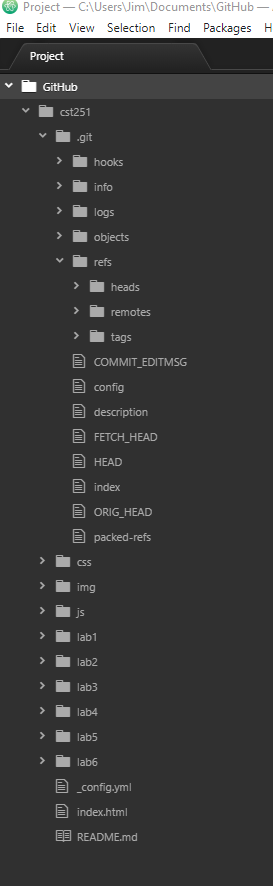 Project — C:\Users\Jim\Documents\GitHub —
File Edit View Selection Find Packages H
Project
GitHub
cst251
.git
hooks
info
logs
objects
refs
heads
remotes
tags
COMMIT_EDITMSG
config
description
FETCH_HEAD
HEAD
index
ORIG_HEAD
packed-refs
css
img
js
lab1
lab2
lab3
lab4
lab5
lab6
_config.yml
index.html
README.md